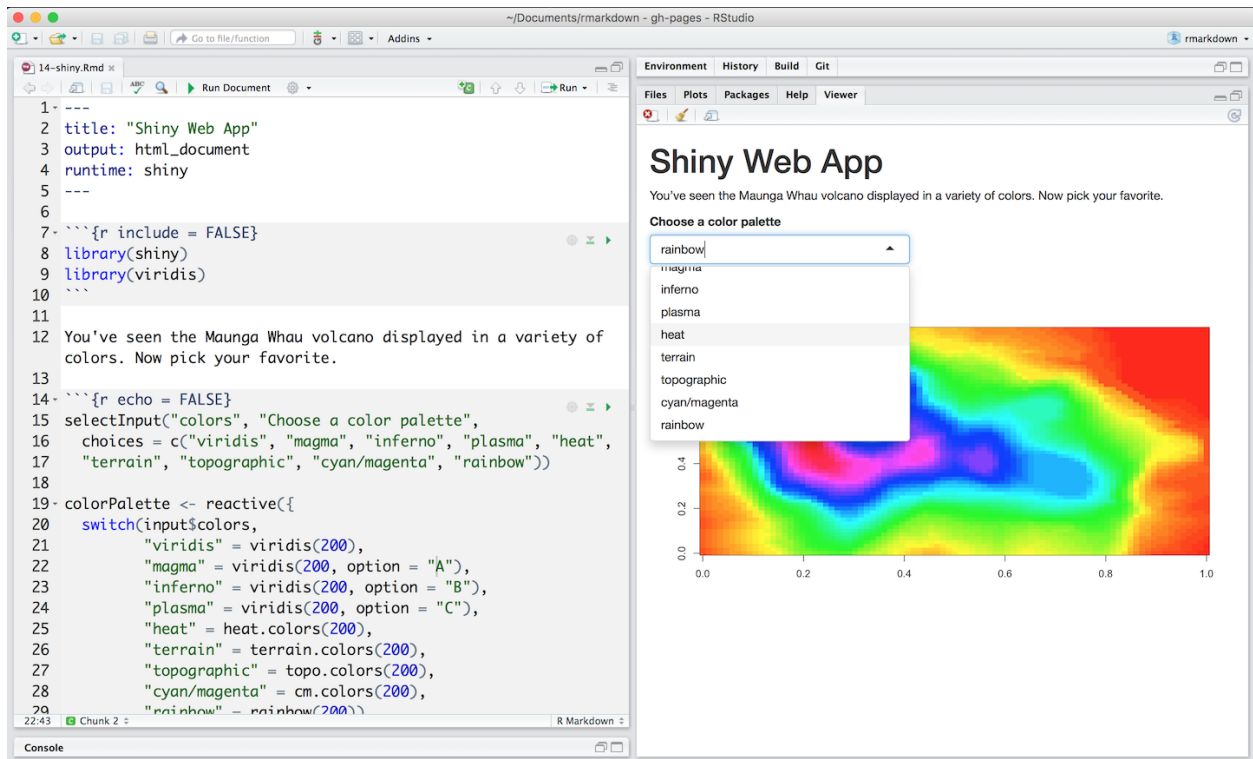 ~/Documents/rmarkdown - gh-pages - RStudio
Go to file/function
Addins
rmarkdown
14-shiny.Rmd
ABC
Run Document
Run
1 ---
2 title: "Shiny Web App"
3 output: html_document
4 runtime: shiny
5 ---
6
7 ```{r include = FALSE}
8 library(shiny)
9 library(viridis)
10 ```
11
12 You've seen the Maunga Whau volcano displayed in a variety of
colors. Now pick your favorite.
13
14 ```{r echo = FALSE}
15 selectInput("colors", "Choose a color palette",
16   choices = c("viridis", "magma", "inferno", "plasma", "heat",
17   "terrain", "topographic", "cyan/magenta", "rainbow"))
18
19 colorPalette <- reactive({
20   switch(input$colors,
21          "viridis" = viridis(200),
22          "magma" = viridis(200, option = "A"),
23          "inferno" = viridis(200, option = "B"),
24          "plasma" = viridis(200, option = "C"),
25          "heat" = heat.colors(200),
26          "terrain" = terrain.colors(200),
27          "topographic" = topo.colors(200),
28          "cyan/magenta" = cm.colors(200),
29          "rainbow" = rainbow(200))
22:43 Chunk 2 R Markdown
Console
Environment History Build Git
Files Plots Packages Help Viewer
Shiny Web App
You've seen the Maunga Whau volcano displayed in a variety of colors. Now pick your favorite.
Choose a color palette
rainbow
magma
inferno
plasma
heat
terrain
topographic
cyan/magenta
rainbow
0.4
0.2
0.0
0.0 0.2 0.4 0.6 0.8 1.0